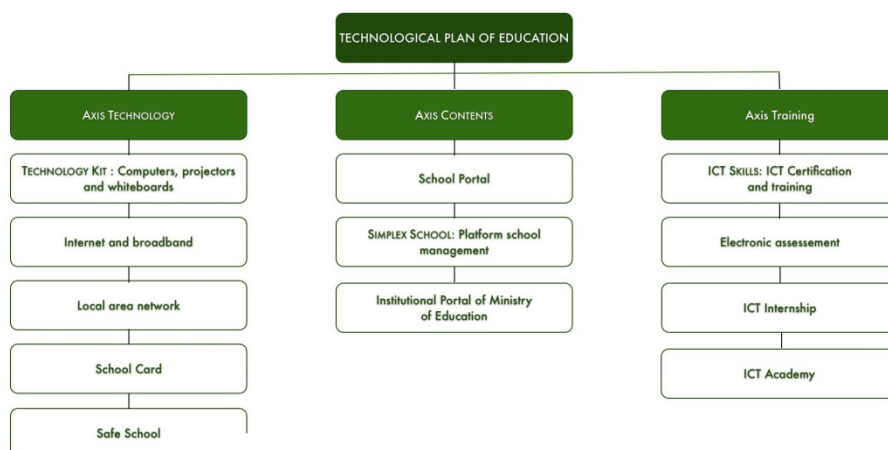 TECHNOLOGICAL PLAN OF EDUCATION
AXIS TECHNOLOGY
TECHNOLOGY KIT : Computers, projectors
and whiteboards
Internet and broadband
Local area network
School Card
Safe School
AXIS CONTENTS
School Portal
SIMPLEX SCHOOL: Platform school
management
Institutional Portal of Ministry
of Education
Axis Training
ICT SKILLS: ICT Certification
and training
Electronic assessement
ICT Internship
ICT Academy